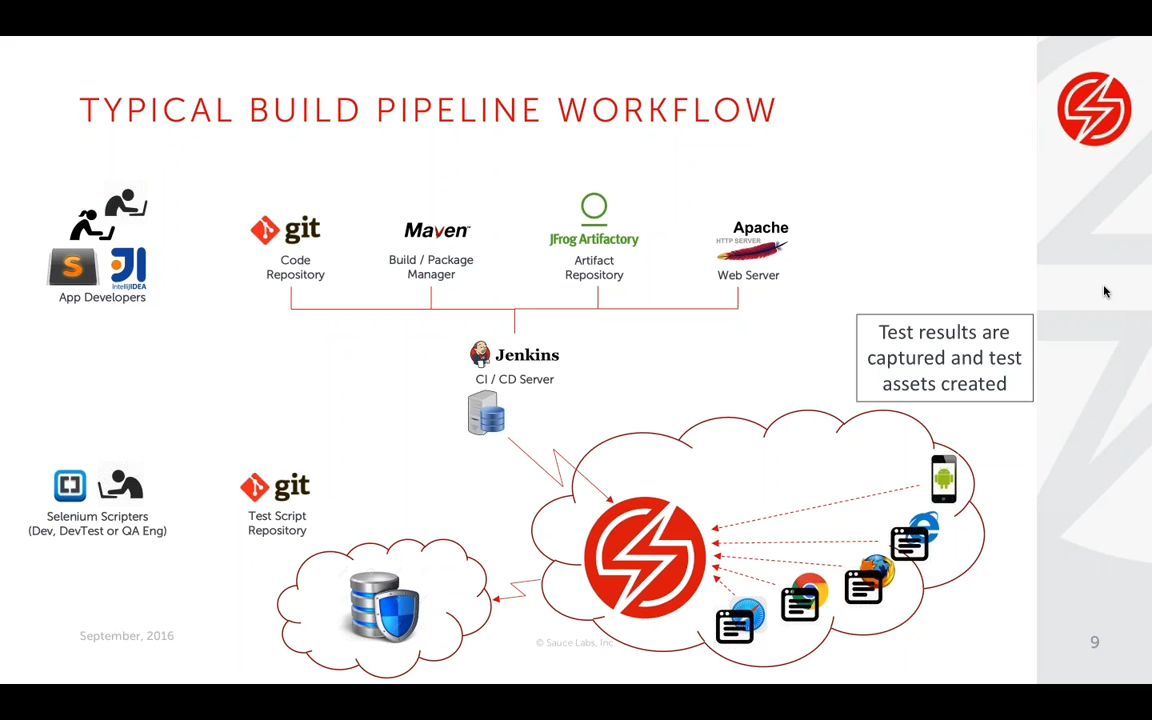 TYPICAL BUILD PIPELINE WORKFLOW
git
Code
Repository
Maven
Build / Package
Manager
JFrog Artifactory
Artifact
Repository
Apache
HTTP SERVER
Web Server
S
IntelliJIDEA
App Developers
Jenkins
CI / CD Server
Test results are
captured and test
assets created
Selenium Scripters
(Dev, DevTest or QA Eng)
git
Test Script
Repository
September, 2016
© Sauce Labs, Inc.
9